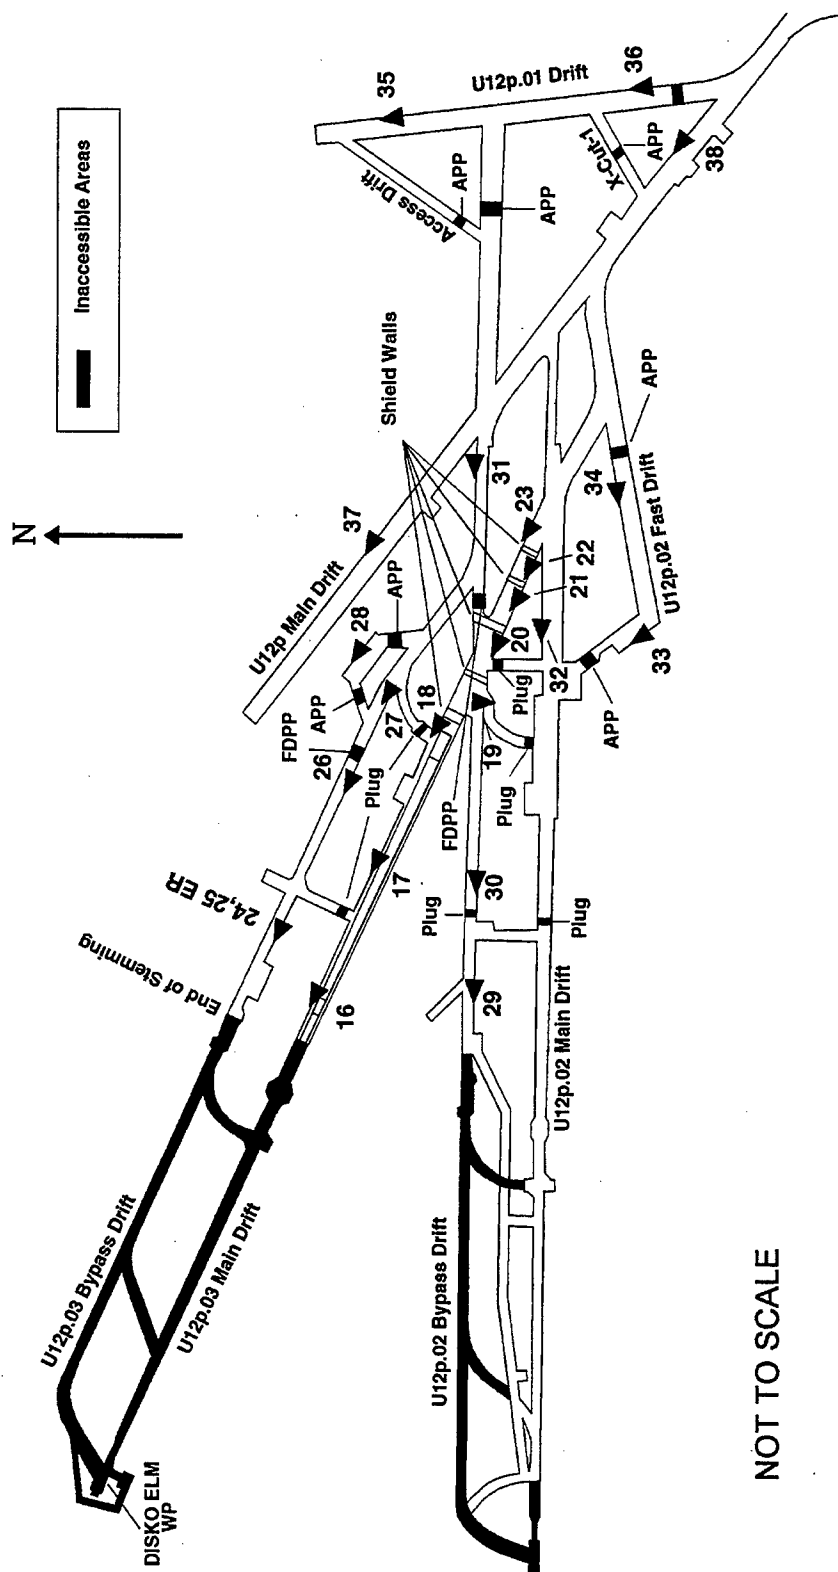 Inaccessible Areas
N
35
U12p.01 Drift
36
Access Drift
APP
APP
X-Cut-1
APP
38
Shield Walls
37
U12p Main Drift
31
23
22
21
APP
34
U12p.02 Fast Drift
APP
28
20
32
33
APP
Plug
FDPP
APP
26
27
18
19
Plug
Plug
FDPP
17
24,25 ER
30
Plug
Plug
End of Stemming
16
29
U12p.02 Main Drift
U12p.03 Bypass Drift
U12p.03 Main Drift
U12p.02 Bypass Drift
DISKO ELM
WP
NOT TO SCALE